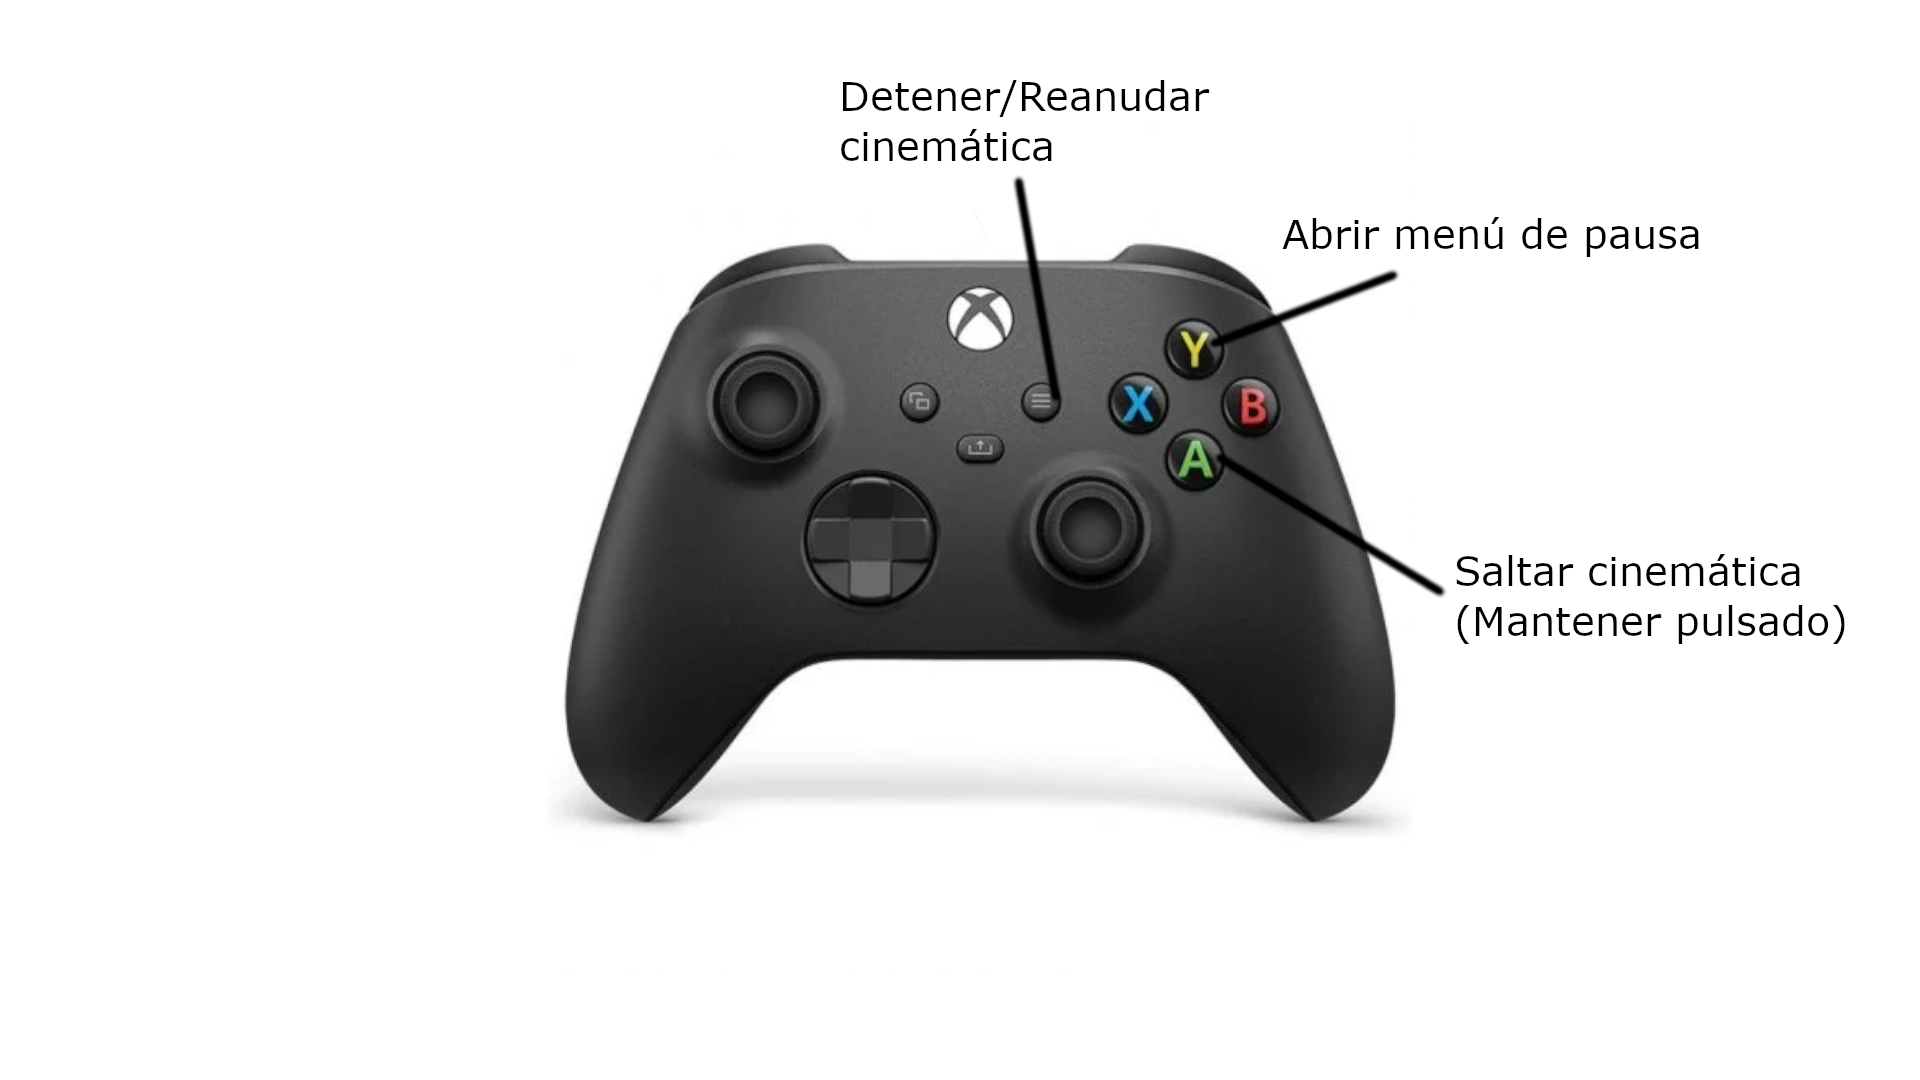 Detener/Reanudar
cinemática
Abrir menú de pausa
Y
X
B
A
Saltar cinemática
(Mantener pulsado)